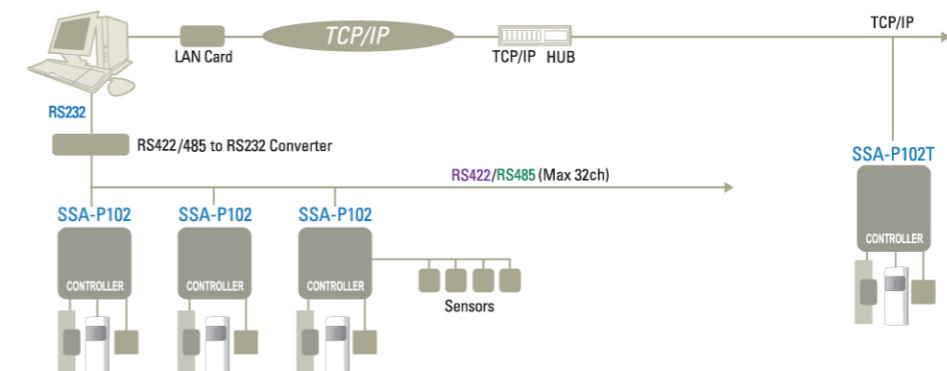 TCP/IP
TCP/IP
LAN Card
TCP/IP HUB
RS232
RS422/485 to RS232 Converter
SSA-P102T
RS422/RS485 (Max 32ch)
SSA-P102
SSA-P102
SSA-P102
CONTROLLER
CONTROLLER
CONTROLLER
CONTROLLER
Sensors